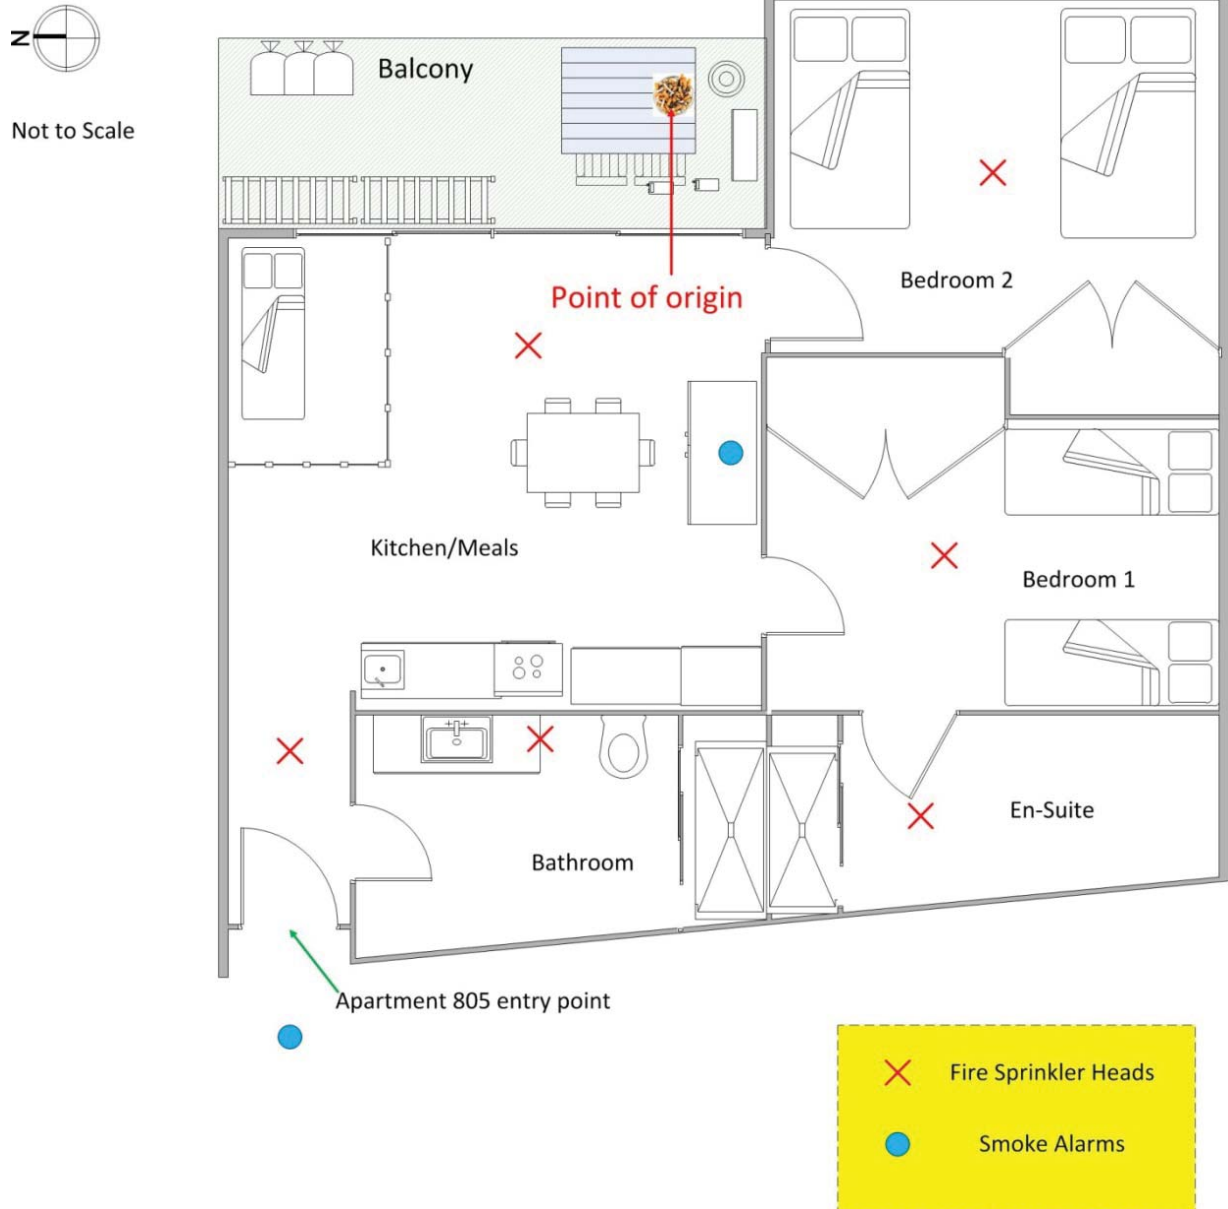 N
Not to Scale
Balcony
Point of origin
Bedroom 2
Kitchen/Meals
Bedroom 1
En-Suite
Bathroom
Apartment 805 entry point
Fire Sprinkler Heads
Smoke Alarms